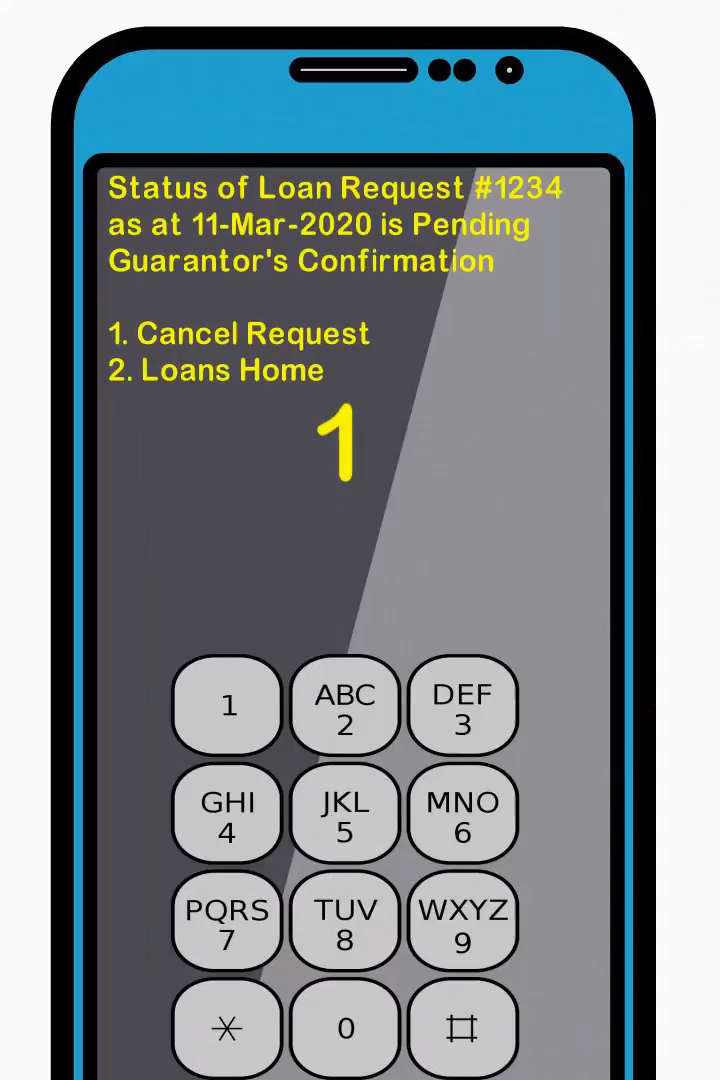 Status of Loan Request #1234
as at 11-Mar-2020 is Pending
Guarantor's Confirmation
1. Cancel Request
2. Loans Home
1
1
ABC
2
DEF
3
GHI
4
JKL
5
MNO
6
PQRS
7
TUV
8
WXYZ
9
*
0
#